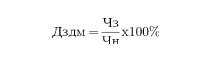 Дздм = Чз/Чн x100%